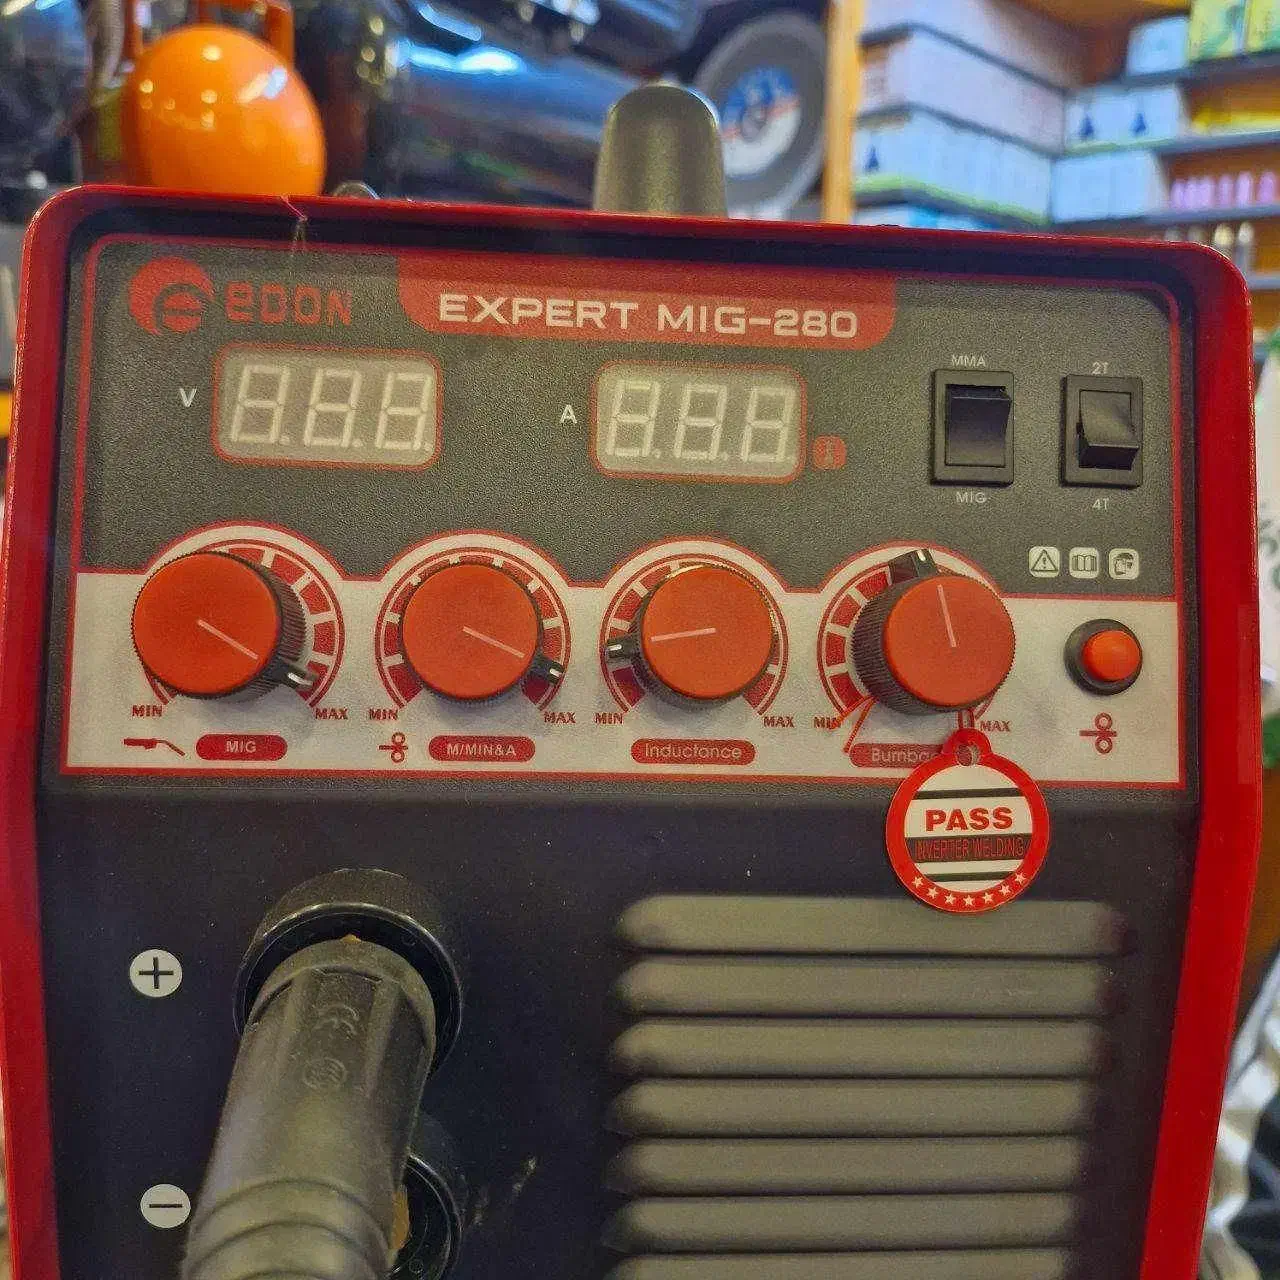 eDON
EXPERT MIG-280
V
A
MMA
MIG
2T
4T
MIN
MAX
MIG
MIN
MAX
M/MIN&A
MIN
MAX
Inductance
MIN
MAX
PASS
INVERTER WELDING
+
−